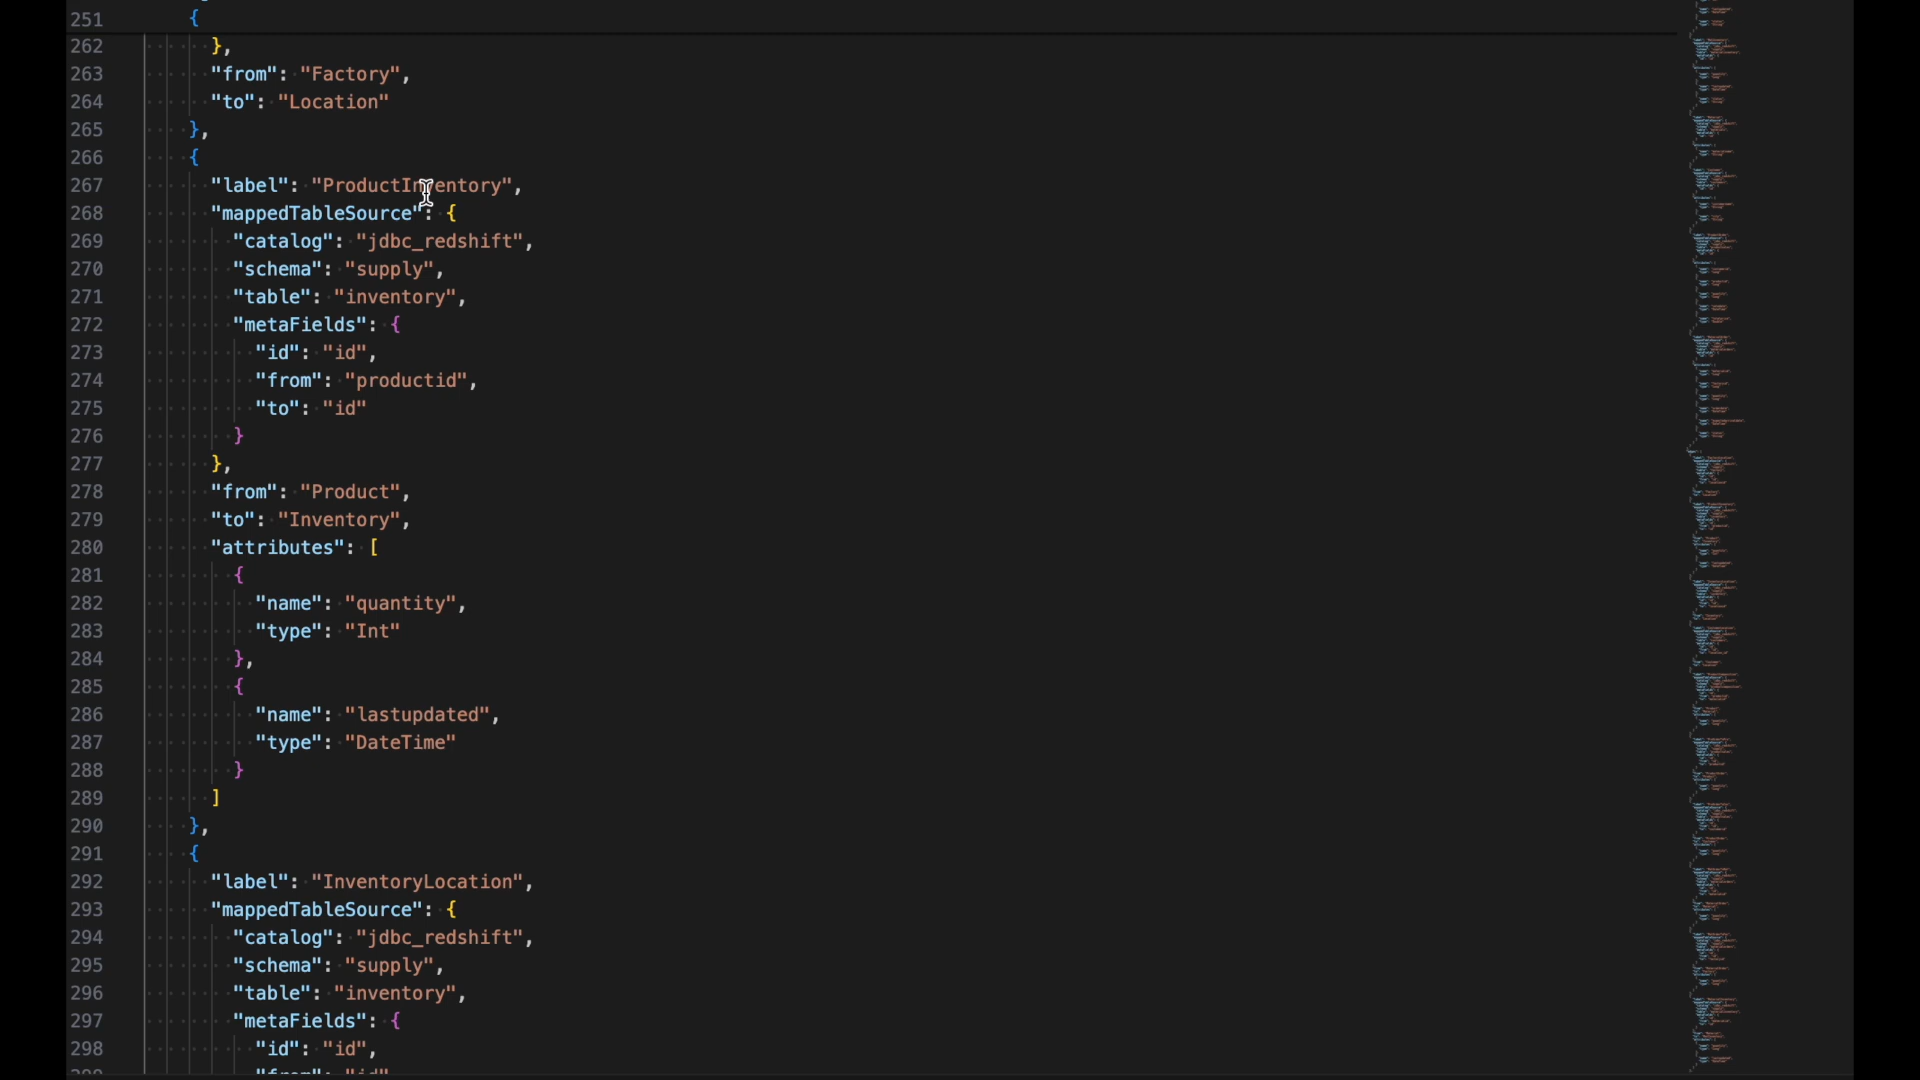 251 {
262 },
263 "from": "Factory",
264 "to": "Location"
265 },
266 {
267 "label": "ProductInventory",
268 "mappedTableSource": {
269 "catalog": "jdbc_redshift",
270 "schema": "supply",
271 "table": "inventory",
272 "metaFields": {
273 "id": "id",
274 "from": "productid",
275 "to": "id"
276 }
277 },
278 "from": "Product",
279 "to": "Inventory",
280 "attributes": [
281 {
282 "name": "quantity",
283 "type": "Int"
284 },
285 {
286 "name": "lastupdated",
287 "type": "DateTime"
288 }
289 ]
290 },
291 {
292 "label": "InventoryLocation",
293 "mappedTableSource": {
294 "catalog": "jdbc_redshift",
295 "schema": "supply",
296 "table": "inventory",
297 "metaFields": {
298 "id": "id",